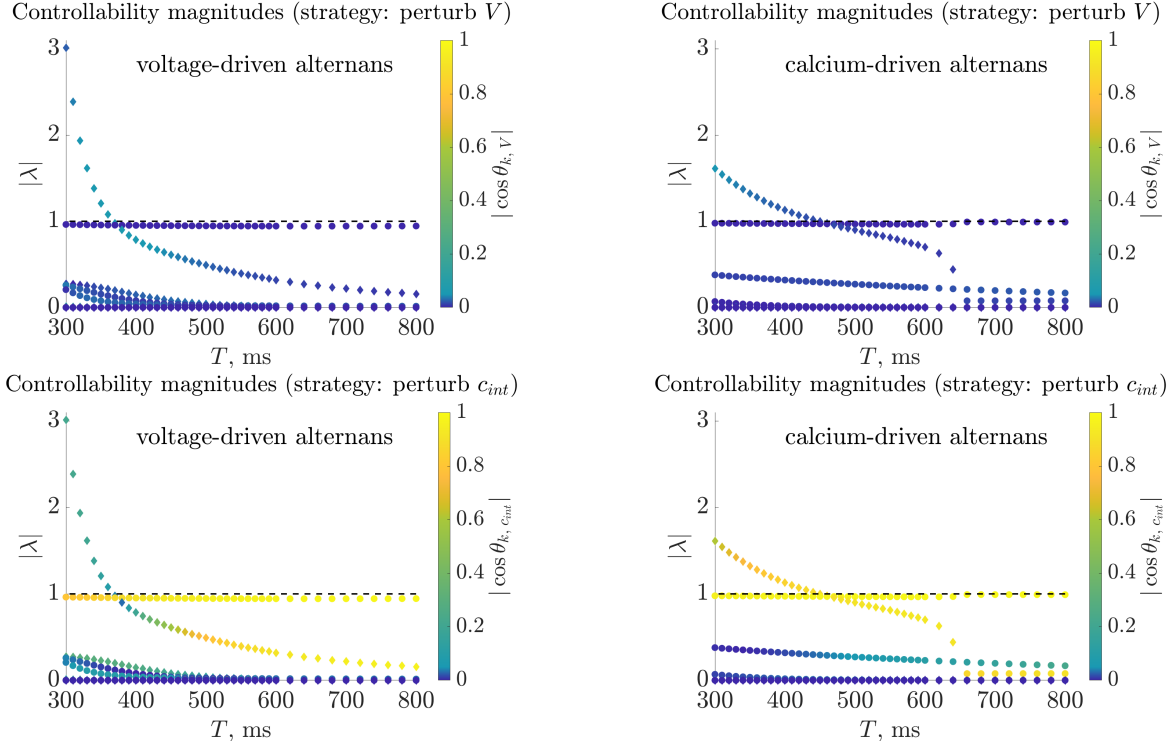 Controllability magnitudes (strategy: perturb V)
voltage-driven alternans
3
2
1
0
|λ|
300 400 500 600 700 800
T, ms
1
0.8
0.6
0.4
0.2
0
| cos θk, V|
Controllability magnitudes (strategy: perturb V)
calcium-driven alternans
3
2
1
0
|λ|
300 400 500 600 700 800
T, ms
1
0.8
0.6
0.4
0.2
0
| cos θk, V|
Controllability magnitudes (strategy: perturb cint)
voltage-driven alternans
3
2
1
0
|λ|
300 400 500 600 700 800
T, ms
1
0.8
0.6
0.4
0.2
0
| cos θk, cint|
Controllability magnitudes (strategy: perturb cint)
calcium-driven alternans
3
2
1
0
|λ|
300 400 500 600 700 800
T, ms
1
0.8
0.6
0.4
0.2
0
| cos θk, cint|